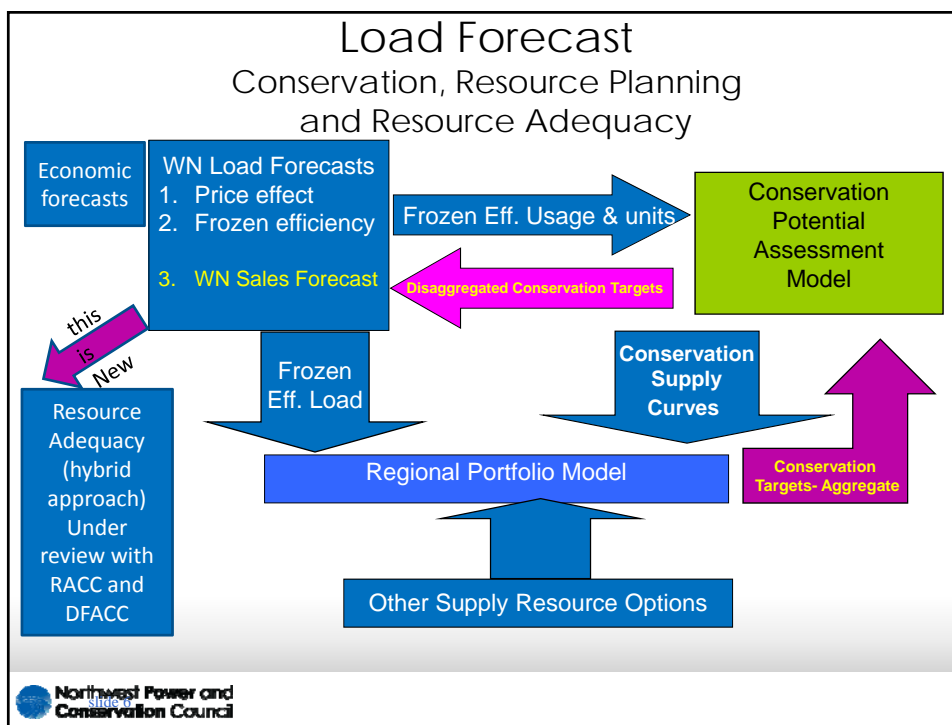 Load Forecast
Conservation, Resource Planning
and Resource Adequacy
Economic
forecasts
WN Load Forecasts
1. Price effect
2. Frozen efficiency
3. WN Sales Forecast
Frozen Eff. Usage & units
Conservation
Potential
Assessment
Model
Disaggregated Conservation Targets
this
is
New
Frozen
Eff. Load
Conservation
Supply
Curves
Resource
Adequacy
(hybrid
approach)
Under
review with
RACC and
DFACC
Regional Portfolio Model
Conservation
Targets- Aggregate
Other Supply Resource Options
Northwest Power and
slide 6
Conservation Council